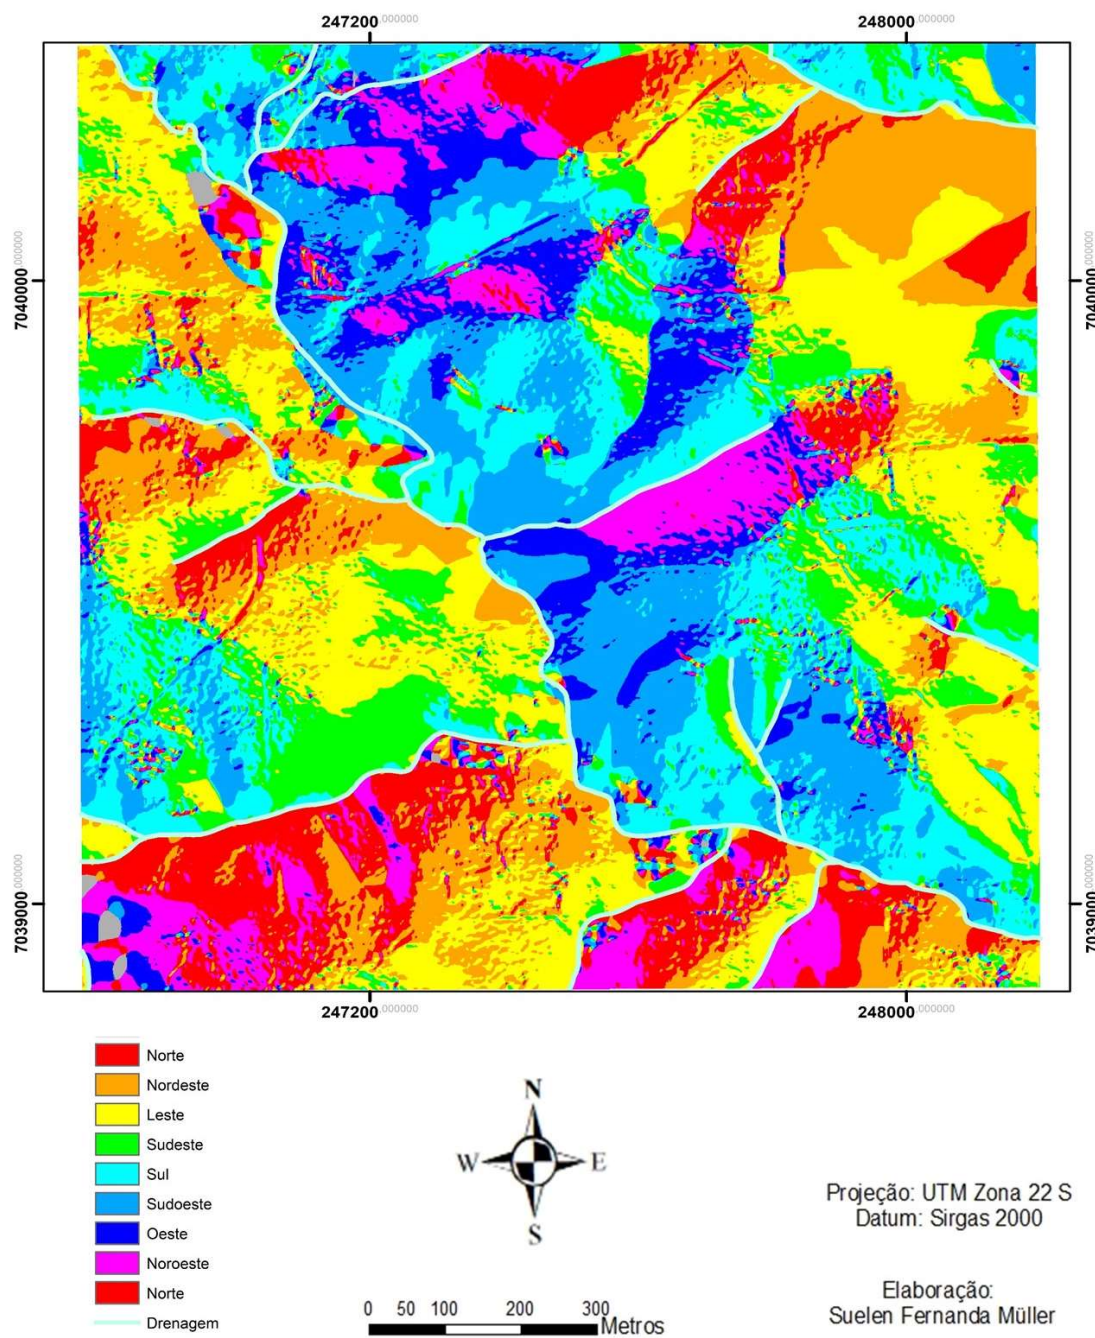 247200.000000 248000.000000
7040000.000000 7040000.000000
7039000.000000 7039000.000000
247200.000000 248000.000000
Norte
Nordeste
Leste
Sudeste
Sul
Sudoeste
Oeste
Noroeste
Norte
Drenagem
N
W E
S
0 50 100 200 300
Metros
Projeção: UTM Zona 22 S
Datum: Sirgas 2000
Elaboração:
Suelen Fernanda Müller